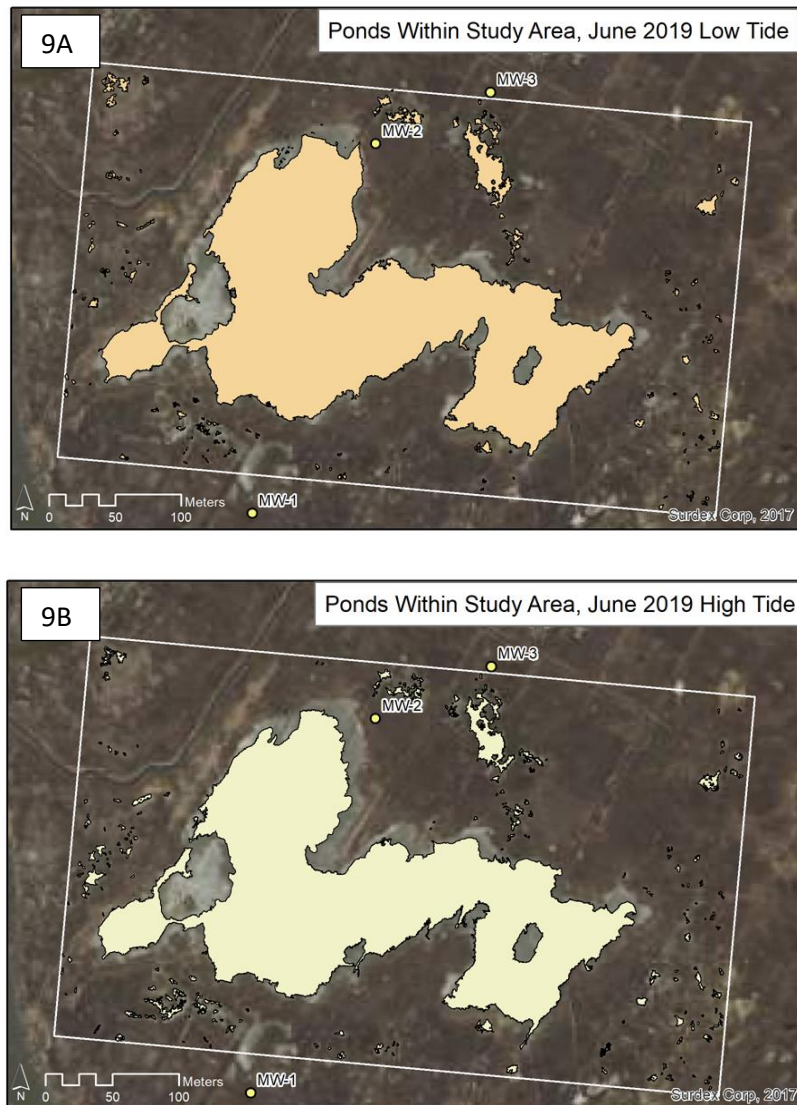 9A
Ponds Within Study Area, June 2019 Low Tide
MW-3
MW-2
N
0 50 100
Meters
MW-1
Surdex Corp, 2017
9B
Ponds Within Study Area, June 2019 High Tide
MW-3
MW-2
N
0 50 100
Meters
MW-1
Surdex Corp, 2017